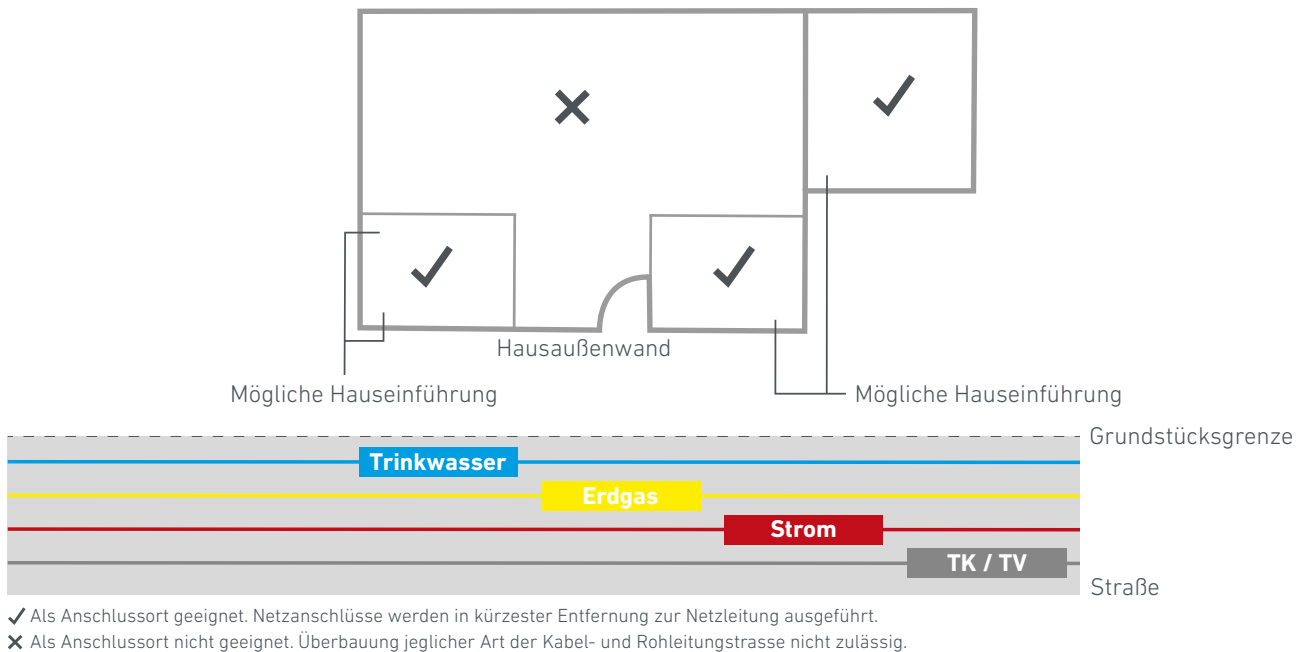 Hausaußenwand
Mögliche Hauseinführung
Mögliche Hauseinführung
Grundstücksgrenze
Trinkwasser
Erdgas
Strom
TK / TV
Straße
✓ Als Anschlussort geeignet. Netzanschlüsse werden in kürzester Entfernung zur Netzleitung ausgeführt.
✕ Als Anschlussort nicht geeignet. Überbauung jeglicher Art der Kabel- und Rohleitungstrasse nicht zulässig.